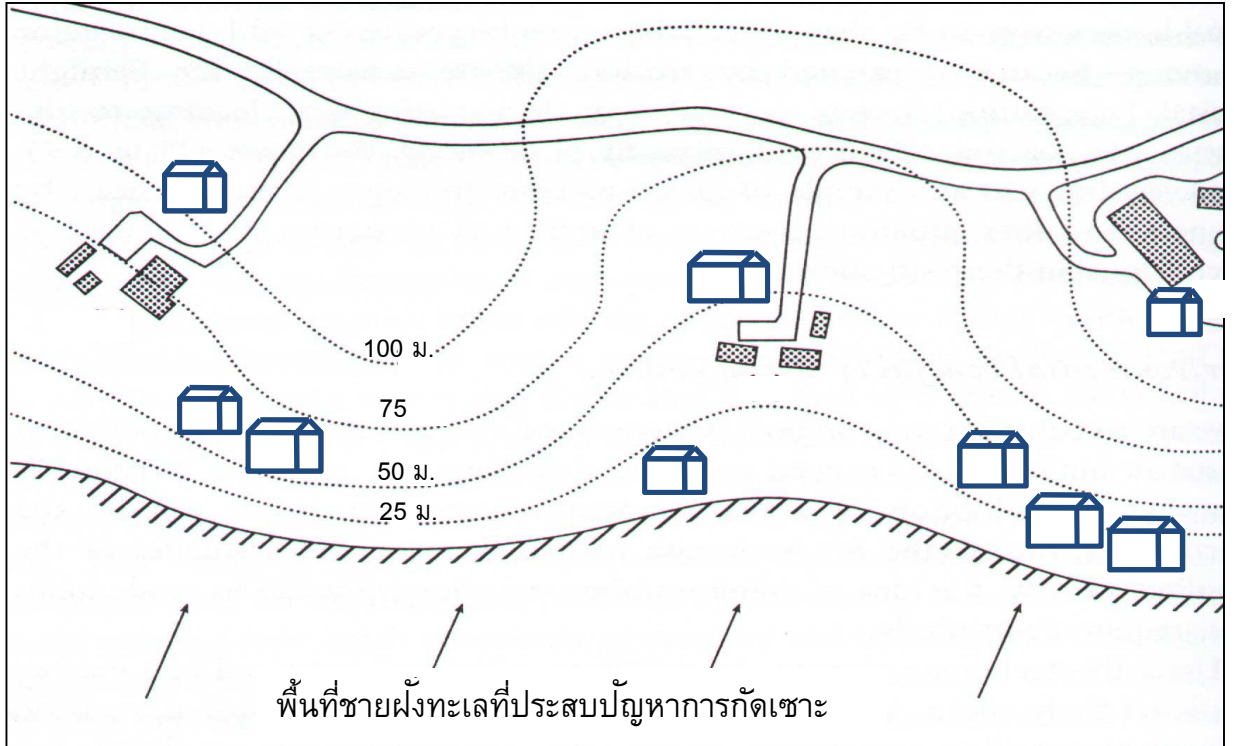 100 ม.
75
50 ม.
25 ม.
พื้นที่ชายฝั่งทะเลที่ประสบปัญหาการกัดเซาะ